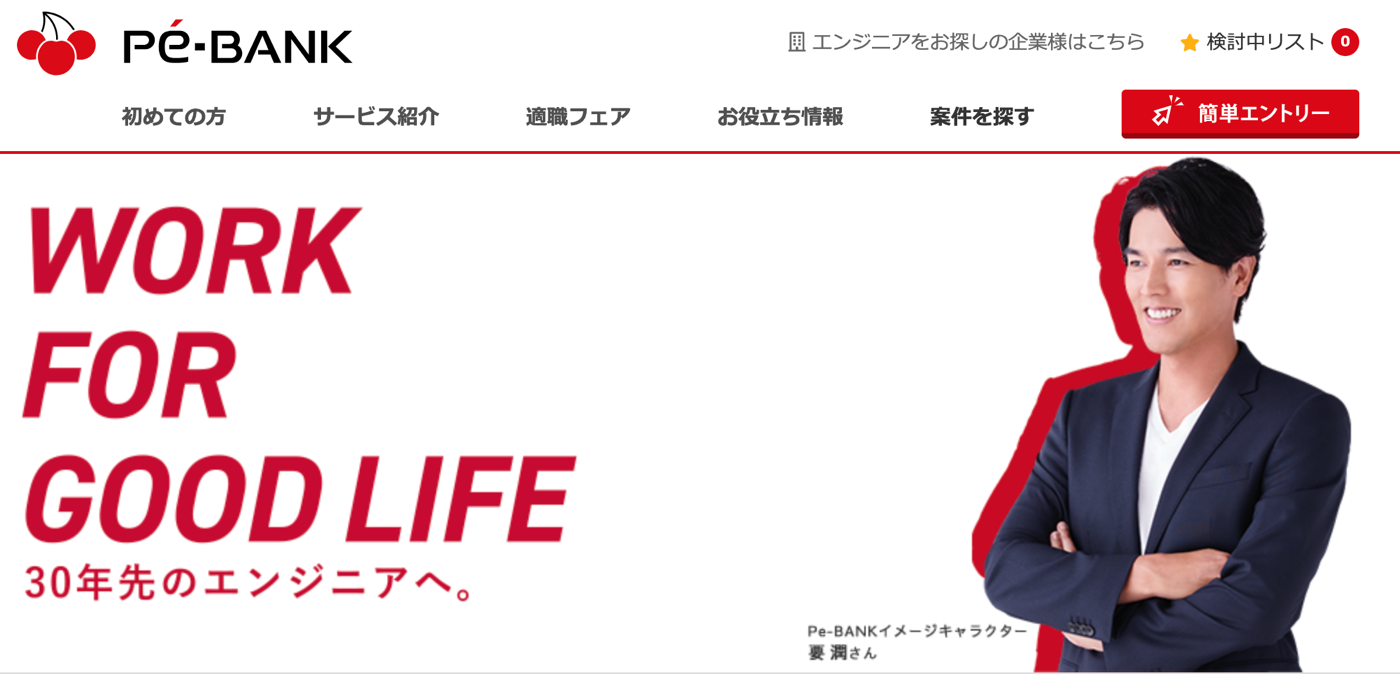 Pé-BANK
エンジニアをお探しの企業様はこちら
検討中リスト 0
初めての方 サービス紹介 適職フェア お役立ち情報 案件を探す 簡単エントリー
WORK
FOR
GOOD LIFE
30年先のエンジニアへ。
Pe-BANKイメージキャラクター
要 潤さん